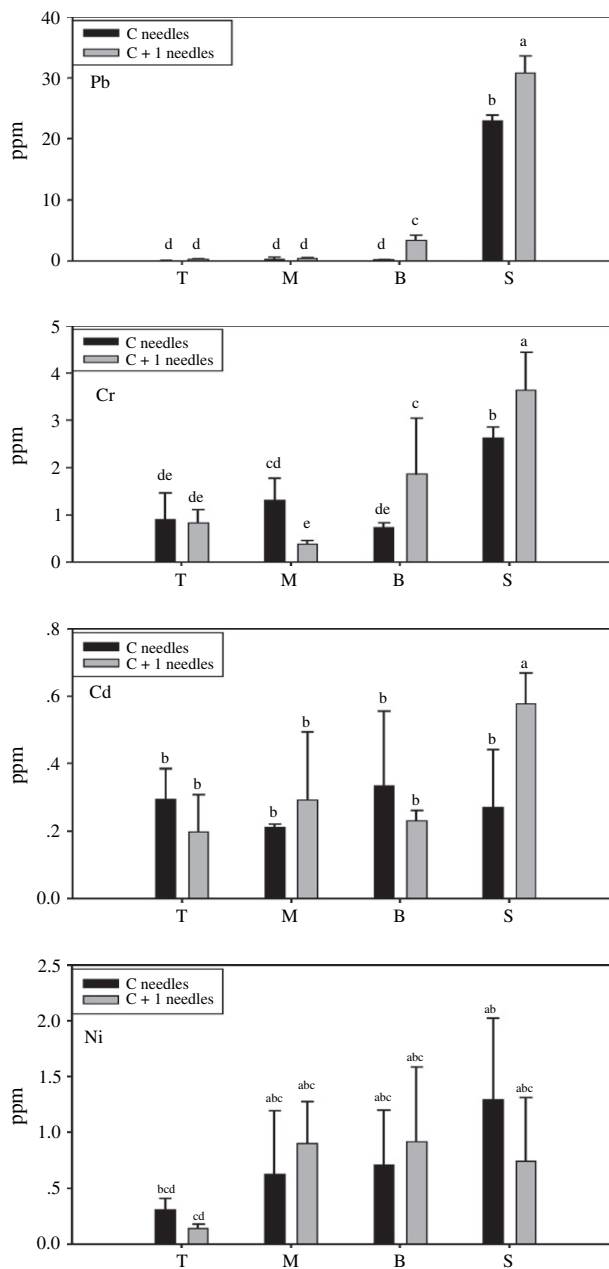 C needles
C + 1 needles
Pb
ppm
40
30
20
10
0
d d d d d c b a
T M B S
C needles
C + 1 needles
Cr
ppm
5
4
3
2
1
0
de de cd e de c b a
T M B S
C needles
C + 1 needles
Cd
ppm
.8
.6
.4
.2
0.0
b b b b b b b a
T M B S
C needles
C + 1 needles
Ni
ppm
2.5
2.0
1.5
1.0
.5
0.0
bcd cd abc abc abc abc ab abc
T M B S